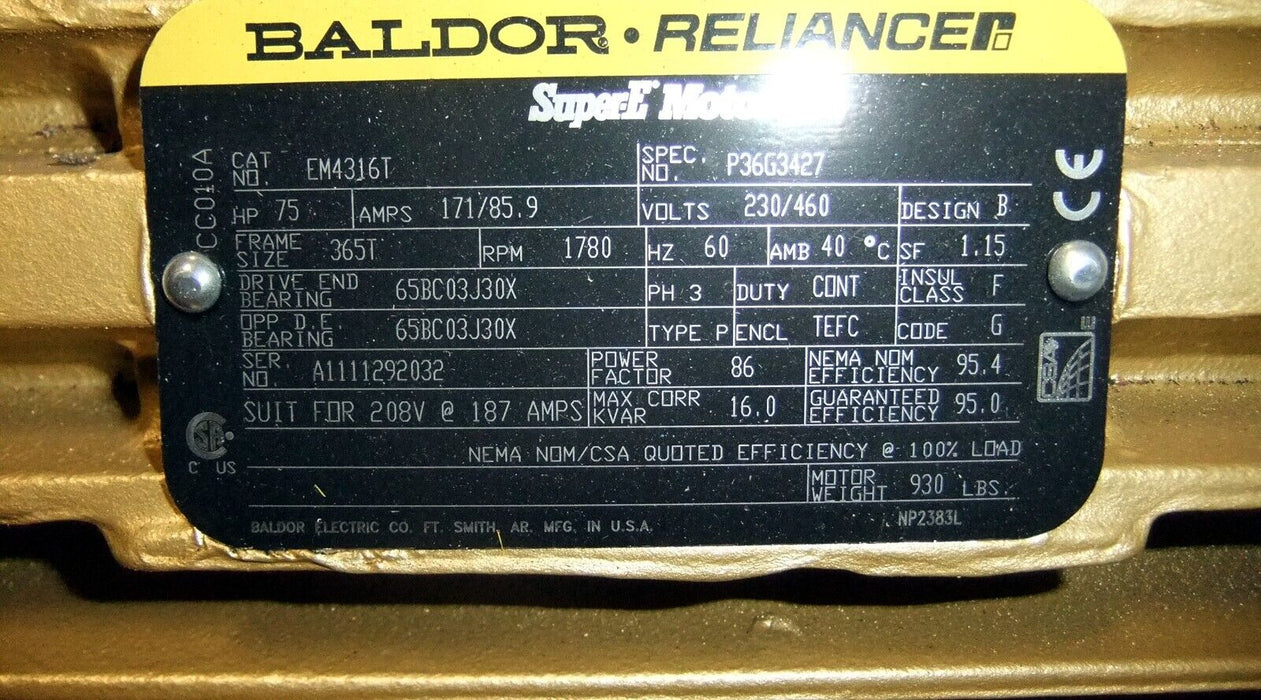 BALDOR • RELIANCE
Super-E
CC010A
CAT. NO. EM4316T SPEC. NO. P36G3427
HP 75 AMPS 171/85.9 VOLTS 230/460 DESIGN B
FRAME SIZE 365T RPM 1780 HZ 60 AMB 40 °C SF 1.15
DRIVE END BEARING 65BC03J30X PH 3 DUTY CONT INSUL CLASS F
OPP D.E. BEARING 65BC03J30X TYPE P ENCL TEFC CODE G
SER. NO. A1111292032 POWER FACTOR 86 NEMA NOM EFFICIENCY 95.4
SUIT FOR 208V @ 187 AMPS MAX CORR KVAR 16.0 GUARANTEED EFFICIENCY 95.0
NEMA NOM/CSA QUOTED EFFICIENCY @ 100% LOAD
MOTOR WEIGHT 930 LBS.
BALDOR ELECTRIC CO. FT. SMITH, AR. MFG. IN U.S.A.
NP2383L
CE
C US